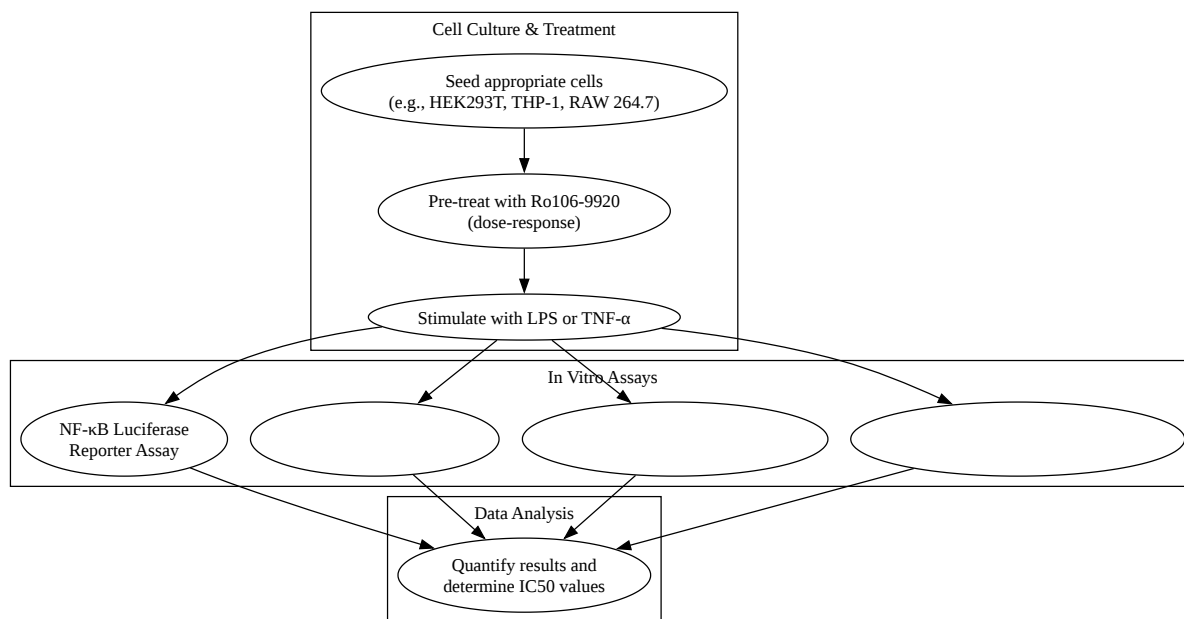 Cell Culture & Treatment
Seed appropriate cells
(e.g., HEK293T, THP-1, RAW 264.7)
Pre-treat with Ro106-9920
(dose-response)
Stimulate with LPS or TNF-α
In Vitro Assays
NF-κB Luciferase
Reporter Assay
Data Analysis
Quantify results and
determine IC50 values